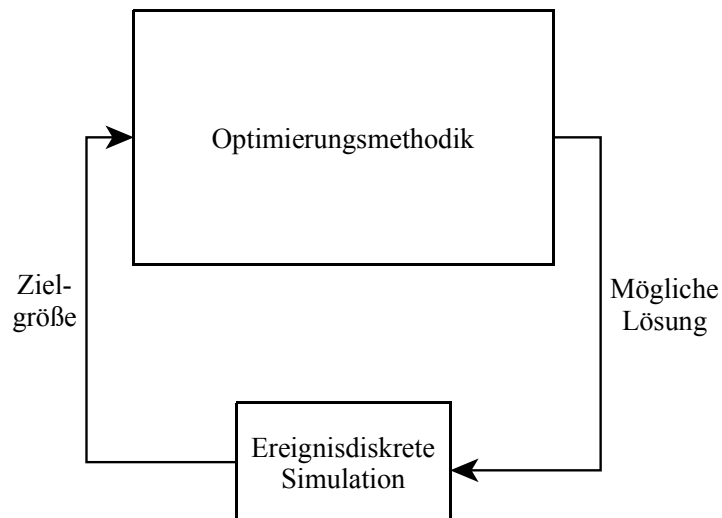 Optimierungsmethodik
Ziel-
größe
Mögliche
Lösung
Ereignisdiskrete
Simulation